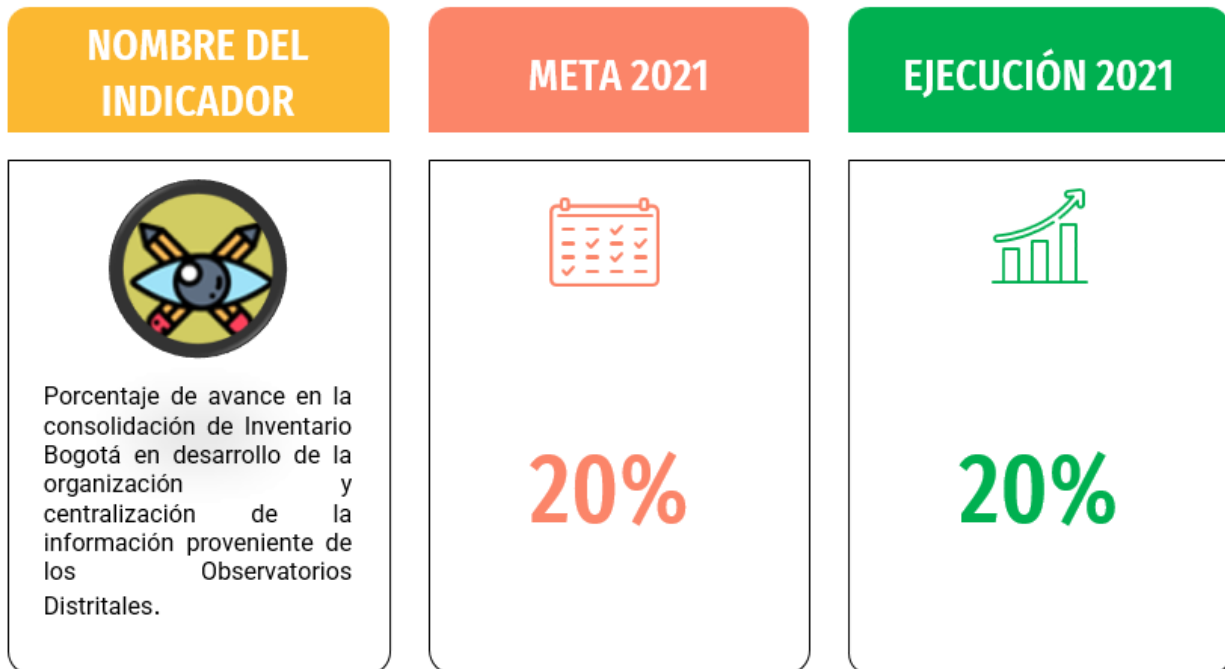 NOMBRE DEL
INDICADOR
META 2021
EJECUCIÓN 2021
Porcentaje de avance en la
consolidación de Inventario
Bogotá en desarrollo de la
organización y
centralización de la
información proveniente de
los Observatorios
Distritales.
20%
20%